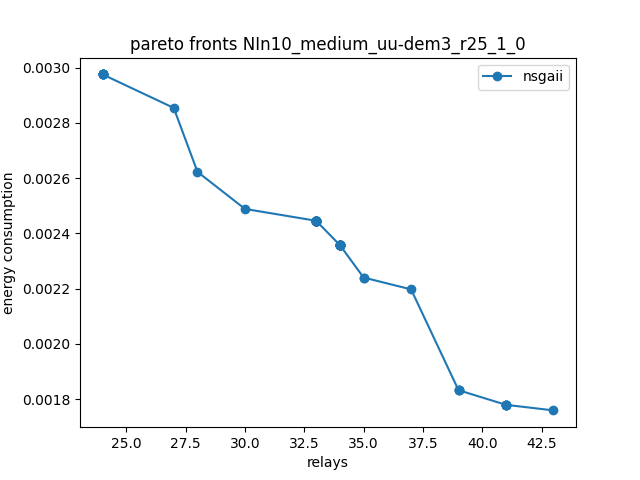 pareto fronts NIn10_medium_uu-dem3_r25_1_0
nsgaii
energy consumption
0.0030
0.0028
0.0026
0.0024
0.0022
0.0020
0.0018
25.0 27.5 30.0 32.5 35.0 37.5 40.0 42.5
relays